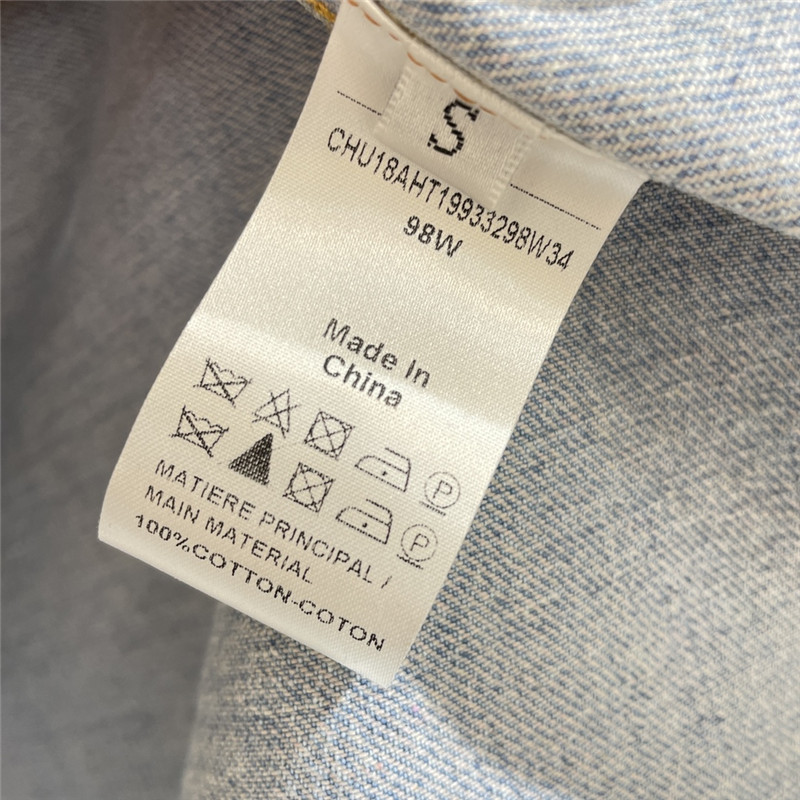 S
CHU18AHT19933298W34
98W
Made In
China
P
P
MATIERE PRINCIPAL /
MAIN MATERIAL
100%COTTON-COTON